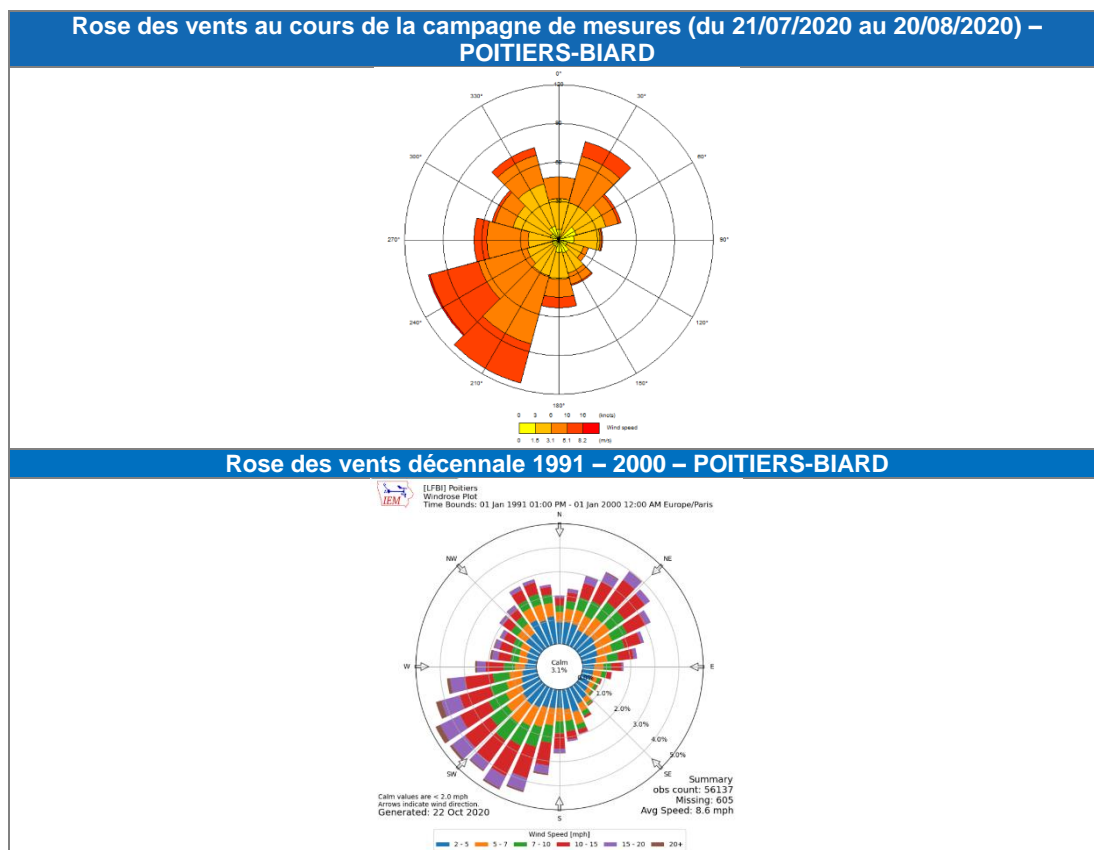 Rose des vents au cours de la campagne de mesures (du 21/07/2020 au 20/08/2020) –
POITIERS-BIARD
0°
120
330°
30°
300°
60°
270°
90°
240°
120°
210°
150°
180°
0 3 6 10 16 (knots)
Wind speed
0 1.5 3.1 5.1 8.2 (m/s)
Rose des vents décennale 1991 – 2000 – POITIERS-BIARD
IEM
[LFBI] Poitiers
Windrose Plot
Time Bounds: 01 Jan 1991 01:00 PM - 01 Jan 2000 12:00 AM Europe/Paris
N
NW
NE
Calm
3.1%
W
E
0.0%
1.0%
2.0%
3.0%
4.0%
5.0%
SW
SE
S
Summary
obs count: 56137
Missing: 605
Avg Speed: 8.6 mph
Calm values are < 2.0 mph
Arrows indicate wind direction.
Generated: 22 Oct 2020
Wind Speed [mph]
2 - 5 5 - 7 7 - 10 10 - 15 15 - 20 20+